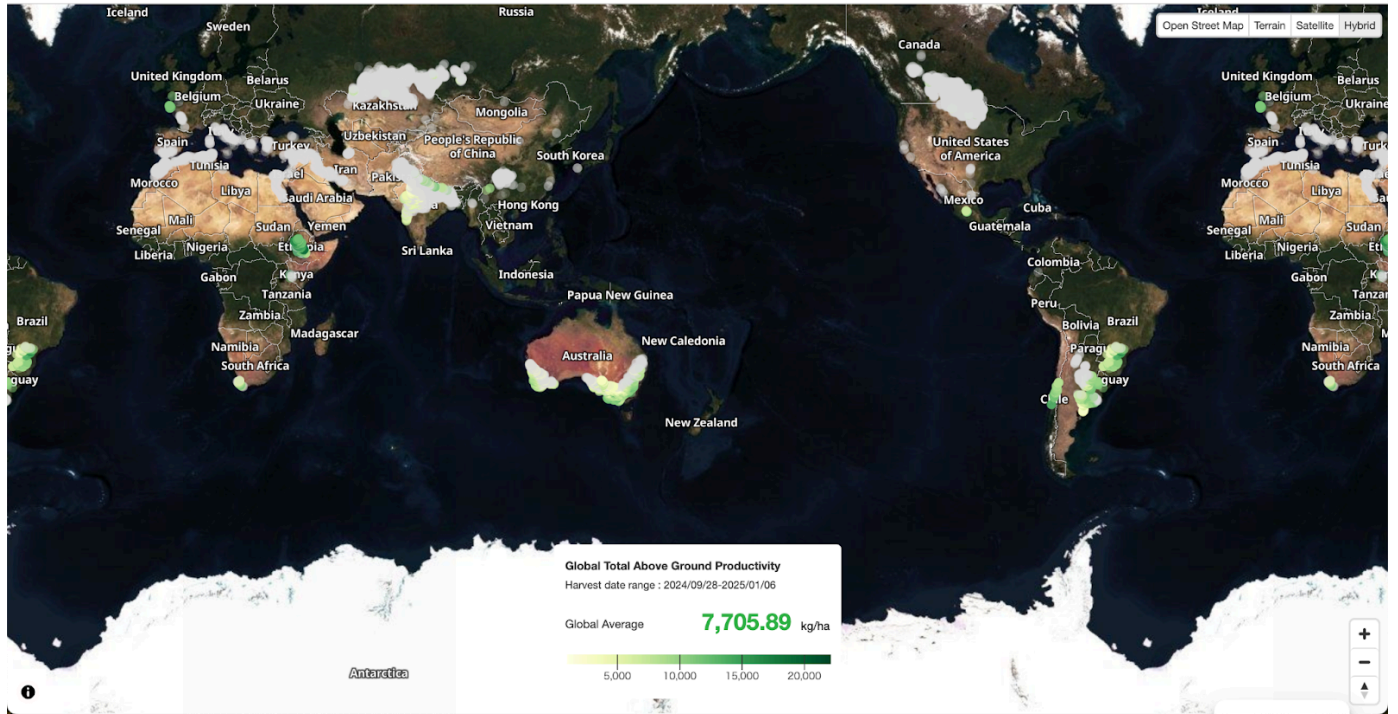 Iceland
Russia
Iceland
Open Street Map Terrain Satellite Hybrid
Sweden
Canada
United Kingdom
Belarus
United Kingdom
Belarus
Belgium
Ukraine
Belgium
Ukraine
Kazakhstan
Mongolia
Spain
Turkey
Uzbekistan
People's Republic
of China
South Korea
United States
of America
Spain
Tunisia
Iran
Tunisia
Morocco
Libya
Saudi Arabia
Hong Kong
Mexico
Cuba
Morocco
Libya
Mali
Sudan
Yemen
Vietnam
Guatemala
Mali
Sudan
Senegal
Nigeria
Ethiopia
Sri Lanka
Senegal
Nigeria
Liberia
Liberia
Gabon
Kenya
Indonesia
Colombia
Gabon
Tanzania
Papua New Guinea
Peru
Brazil
Zambia
Madagascar
New Caledonia
Bolivia
Brazil
Zambia
Namibia
Australia
Namibia
South Africa
South Africa
guay
guay
Chile
New Zealand
Global Total Above Ground Productivity
Harvest date range : 2024/09/28-2025/01/06
Global Average 7,705.89 kg/ha
5,000 10,000 15,000 20,000
Antarctica